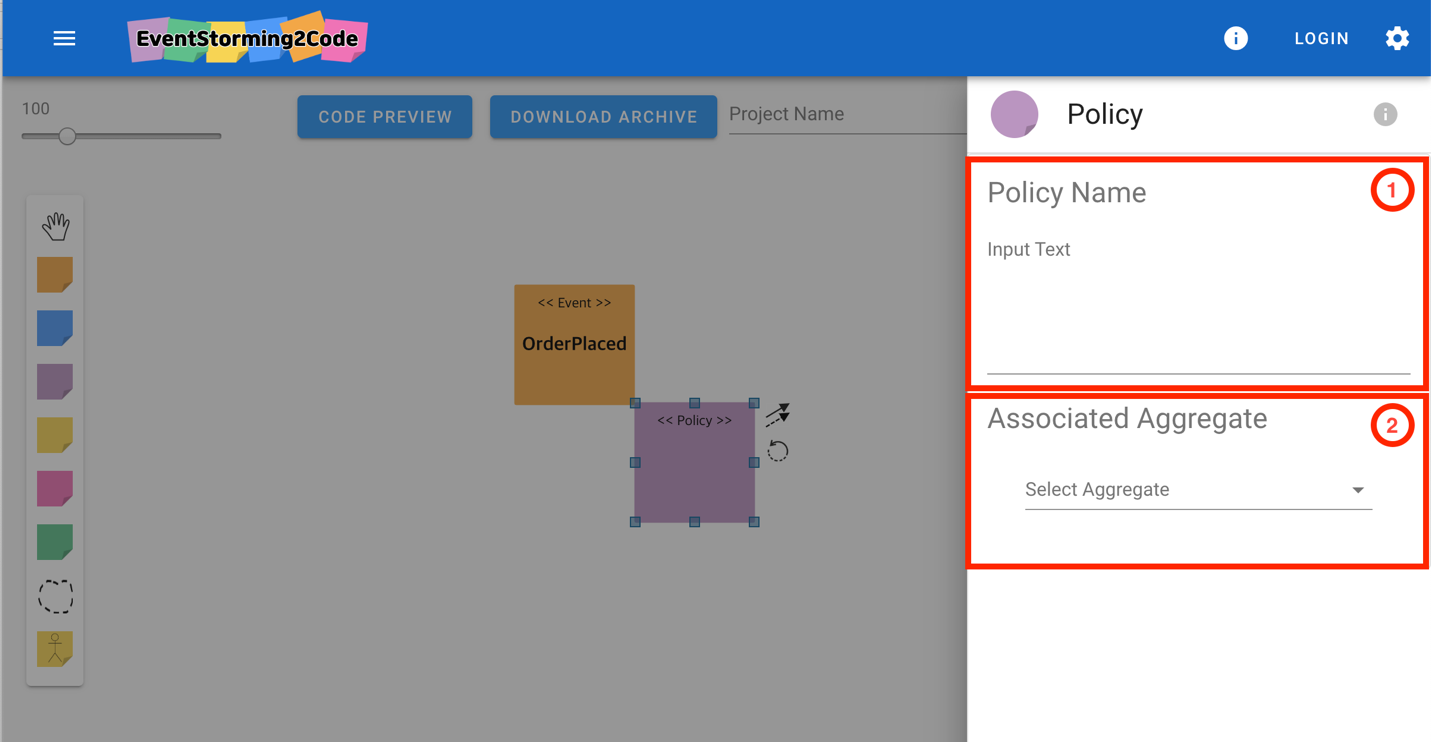 EventStorming2Code
LOGIN
100
CODE PREVIEW
DOWNLOAD ARCHIVE
Project Name
Policy
Policy Name
1
Input Text
<< Event >>
OrderPlaced
<< Policy >>
Associated Aggregate
2
Select Aggregate